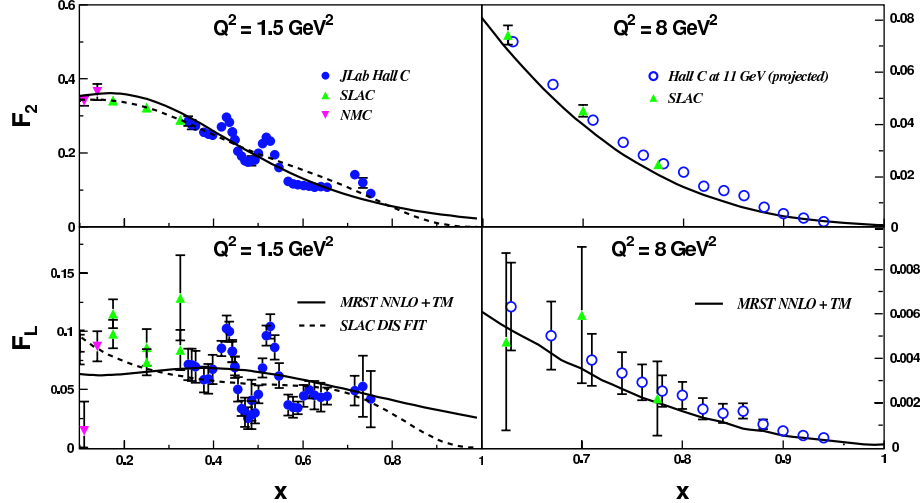 0.6
0.4
0.2
0
F2
Q² = 1.5 GeV²
JLab Hall C
SLAC
NMC
Q² = 8 GeV²
Hall C at 11 GeV (projected)
SLAC
0.08
0.06
0.04
0.02
0
0.15
0.1
0.05
0
FL
Q² = 1.5 GeV²
MRST NNLO + TM
SLAC DIS FIT
Q² = 8 GeV²
MRST NNLO + TM
0.008
0.006
0.004
0.002
0
0.2 0.4 0.6 0.8 1 0.7 0.8 0.9 1
x x